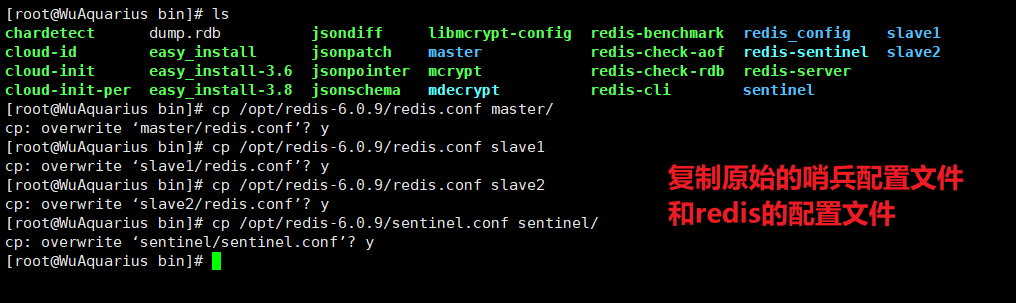 [root@WuAquarius bin]# ls
chardetect dump.rdb jsondiff libmcrypt-config redis-benchmark redis_config slave1
cloud-id easy_install jsonpatch master redis-check-aof redis-sentinel slave2
cloud-init easy_install-3.6 jsonpointer mcrypt redis-check-rdb redis-server
cloud-init-per easy_install-3.8 jsonschema mdecrypt redis-cli sentinel
[root@WuAquarius bin]# cp /opt/redis-6.0.9/redis.conf master/
cp: overwrite ‘master/redis.conf’? y
[root@WuAquarius bin]# cp /opt/redis-6.0.9/redis.conf slave1
cp: overwrite ‘slave1/redis.conf’? y
[root@WuAquarius bin]# cp /opt/redis-6.0.9/redis.conf slave2
cp: overwrite ‘slave2/redis.conf’? y
[root@WuAquarius bin]# cp /opt/redis-6.0.9/sentinel.conf sentinel/
cp: overwrite ‘sentinel/sentinel.conf’? y
[root@WuAquarius bin]#
复制原始的哨兵配置文件
和redis的配置文件